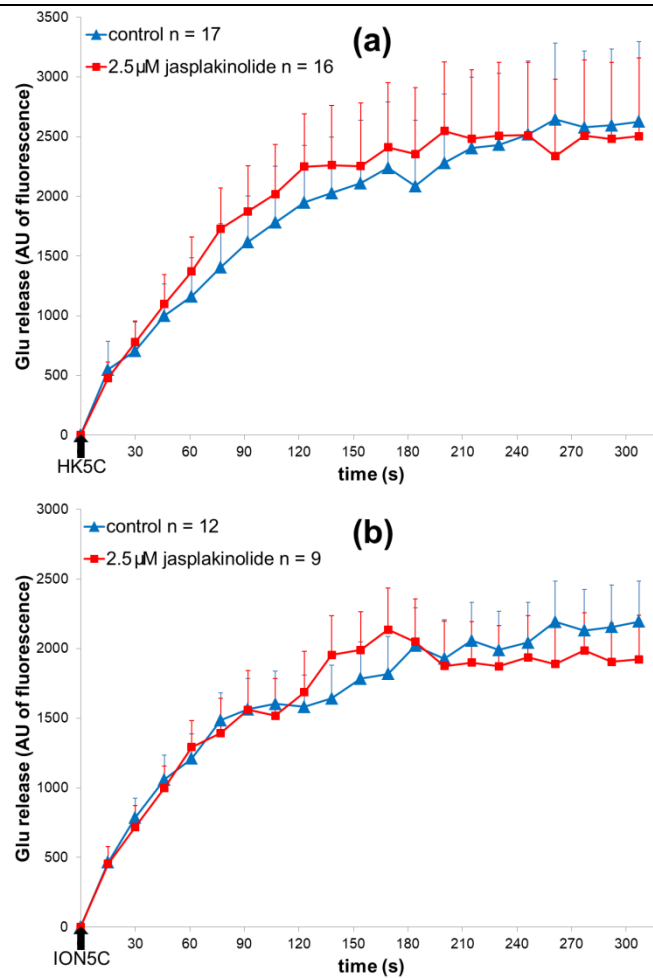 (a)
control n = 17
2.5µM jasplakinolide n = 16
Glu release (AU of fluorescence)
3500
3000
2500
2000
1500
1000
500
0
30 60 90 120 150 180 210 240 270 300
HK5C
time (s)
(b)
control n = 12
2.5µM jasplakinolide n = 9
Glu release (AU of fluorescence)
3000
2500
2000
1500
1000
500
0
30 60 90 120 150 180 210 240 270 300
ION5C
time (s)